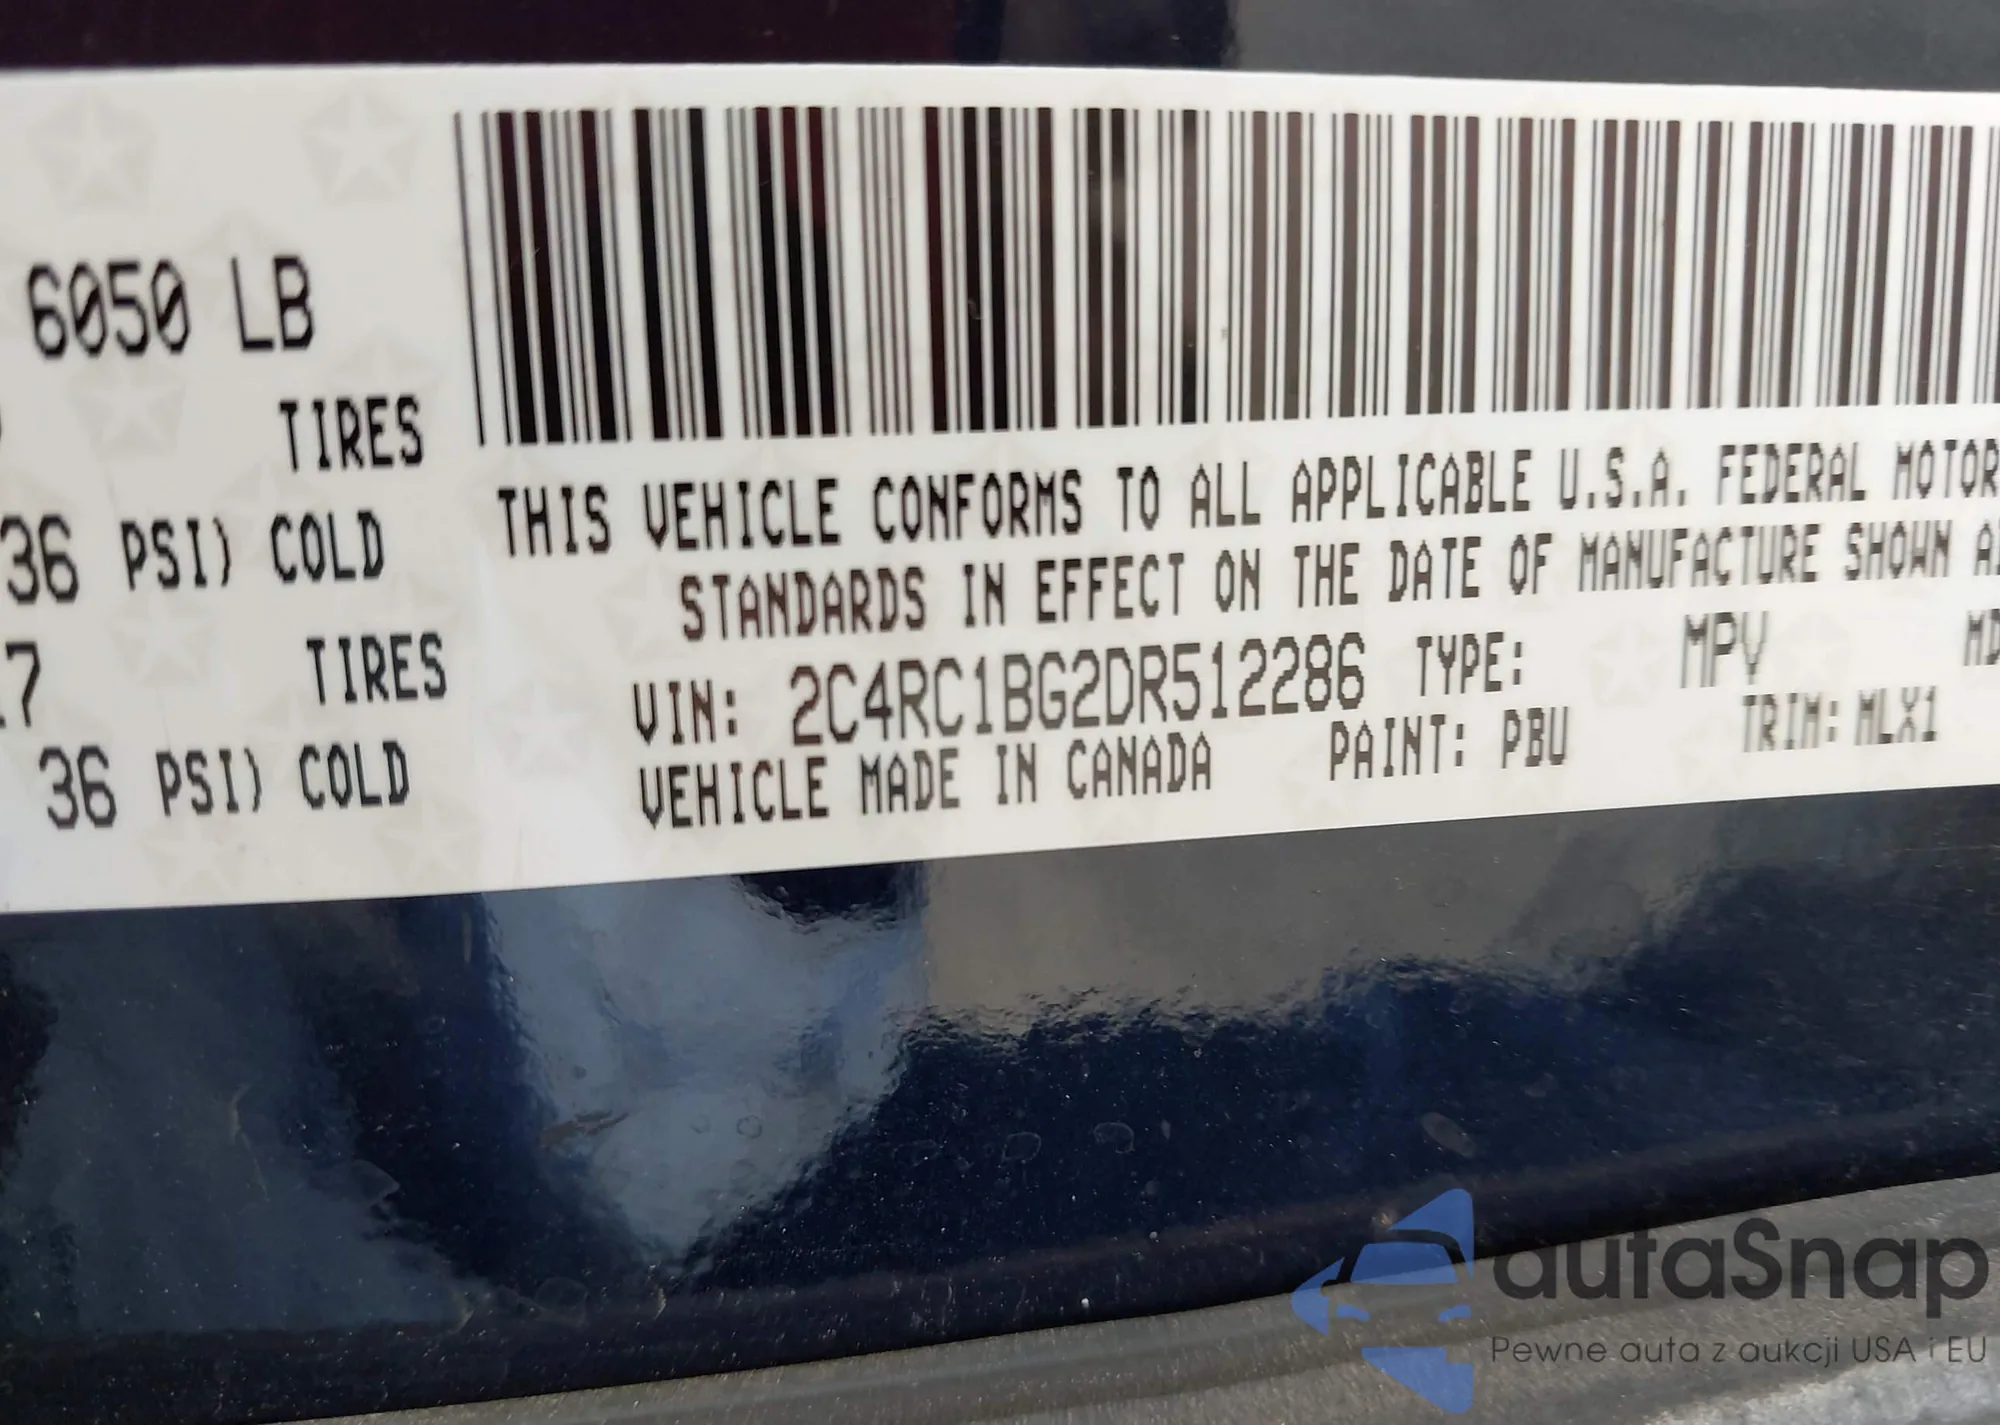 6050 LB
TIRES
36 PSI) COLD
7 TIRES
36 PSI) COLD
THIS VEHICLE CONFORMS TO ALL APPLICABLE U.S.A. FEDERAL MOTOR
STANDARDS IN EFFECT ON THE DATE OF MANUFACTURE SHOWN
VIN: 2C4RC1BG2DR512286 TYPE: MPV MD
VEHICLE MADE IN CANADA PAINT: PBU TRIM: MLX1
autaSnap
Pewne auta z aukcji USA i EU